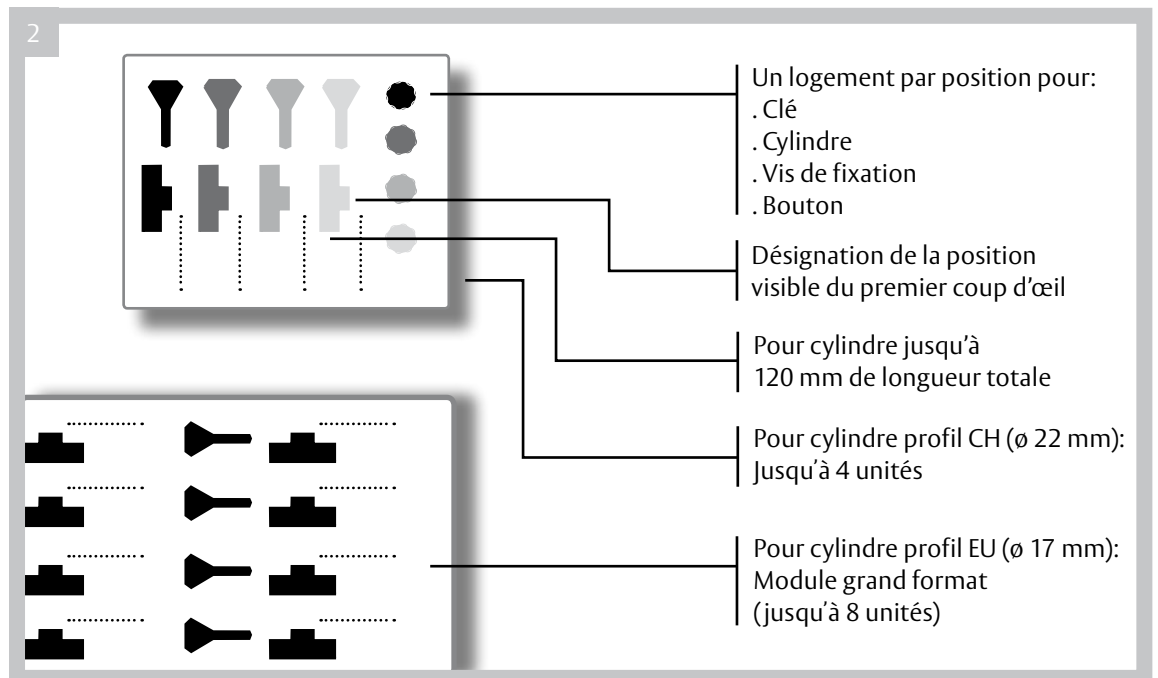 2
Un logement par position pour:
. Clé
. Cylindre
. Vis de fixation
. Bouton
Désignation de la position
visible du premier coup d’œil
Pour cylindre jusqu’à
120 mm de longueur totale
Pour cylindre profil CH (ø 22 mm):
Jusqu’à 4 unités
Pour cylindre profil EU (ø 17 mm):
Module grand format
(jusqu’à 8 unités)